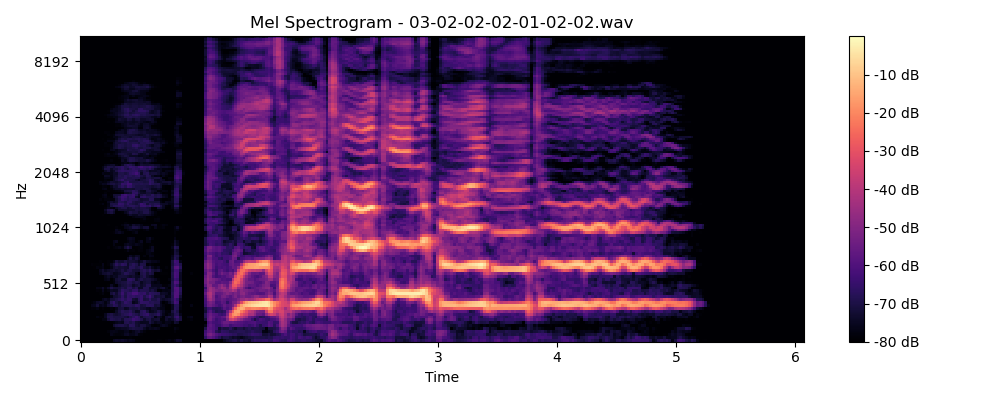 Mel Spectrogram - 03-02-02-02-01-02-02.wav
8192
4096
2048
1024
512
0
Hz
0 1 2 3 4 5 6
Time
-10 dB
-20 dB
-30 dB
-40 dB
-50 dB
-60 dB
-70 dB
-80 dB